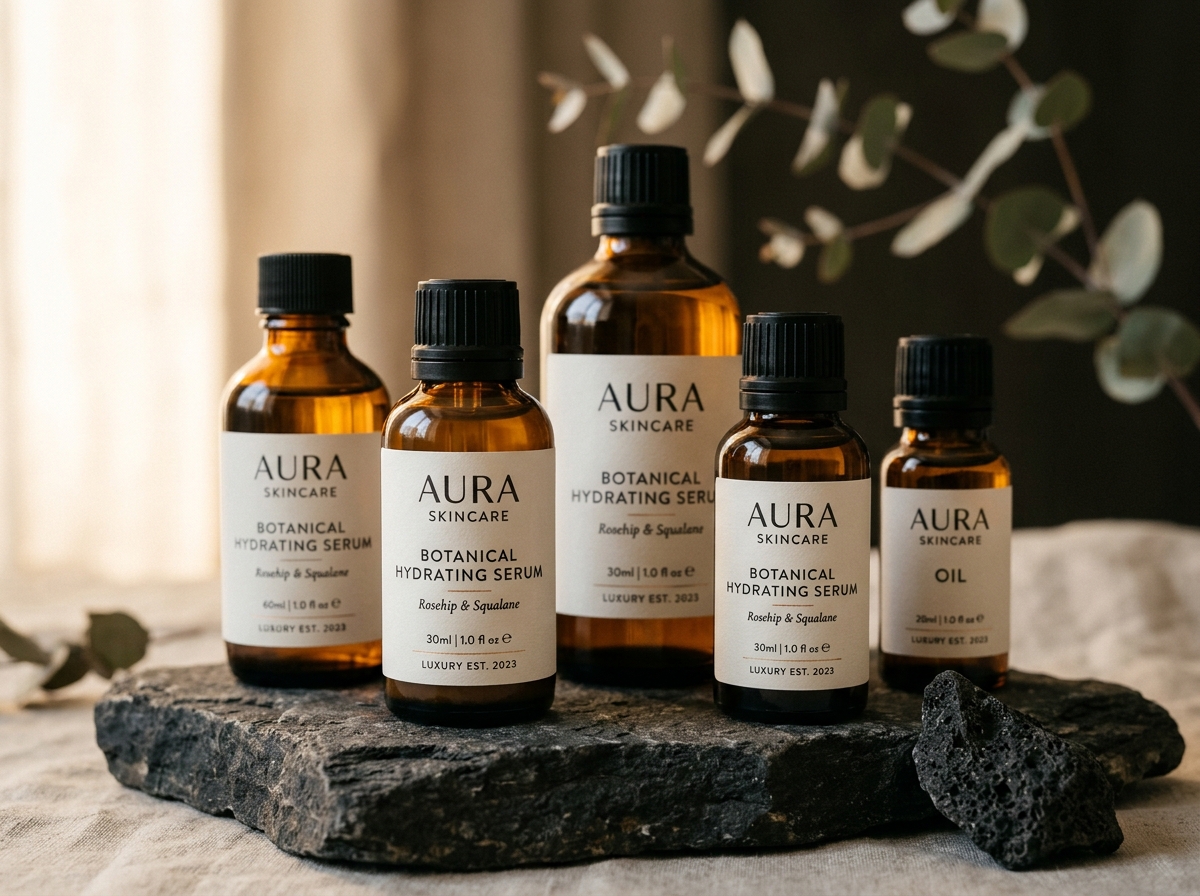 AURA
SKINCARE
BOTANICAL
HYDRATING SERUM
Rosehip & Squalane
60ml | 1.0 fl oz ℮
LUXURY EST. 2023
AURA
SKINCARE
BOTANICAL
HYDRATING SERUM
Rosehip & Squalane
30ml | 1.0 fl oz ℮
LUXURY EST. 2023
AURA
SKINCARE
BOTANICAL
HYDRATING SERU
Rosehip & Squalane
30ml | 1.0 fl oz ℮
LUXURY EST. 2023
AURA
SKINCARE
BOTANICAL
HYDRATING SERUM
Rosehip & Squalane
30ml | 1.0 fl oz ℮
LUXURY EST. 2023
AURA
SKINCARE
OIL
20ml | 1.0 fl oz ℮
LUXURY EST. 2023